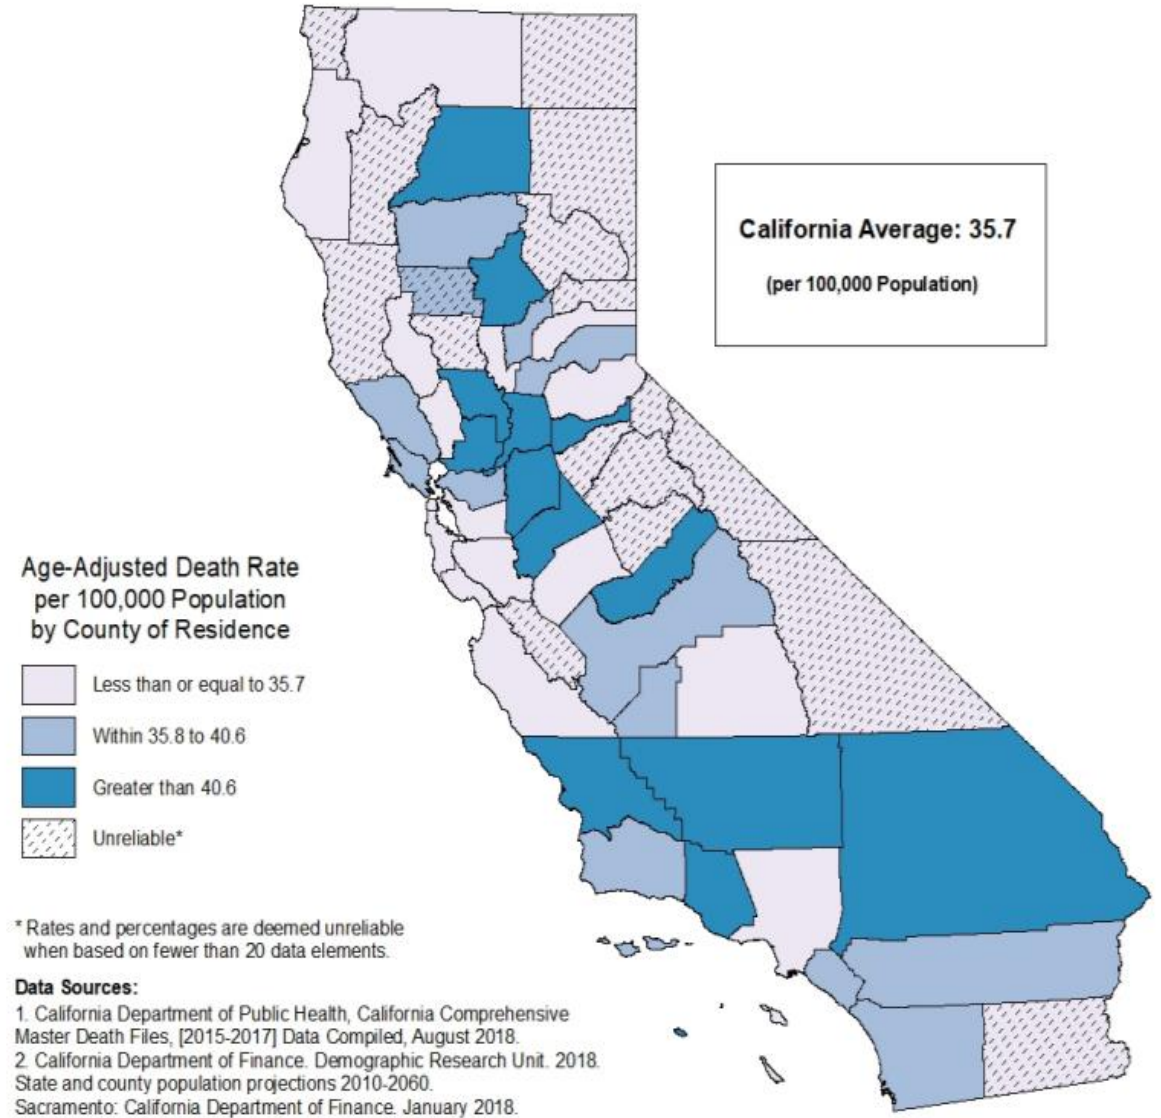 California Average: 35.7
(per 100,000 Population)
Age-Adjusted Death Rate
per 100,000 Population
by County of Residence
Less than or equal to 35.7
Within 35.8 to 40.6
Greater than 40.6
Unreliable*
* Rates and percentages are deemed unreliable
when based on fewer than 20 data elements.
Data Sources:
1. California Department of Public Health, California Comprehensive
Master Death Files, [2015-2017] Data Compiled, August 2018.
2. California Department of Finance. Demographic Research Unit. 2018.
State and county population projections 2010-2060.
Sacramento: California Department of Finance. January 2018.